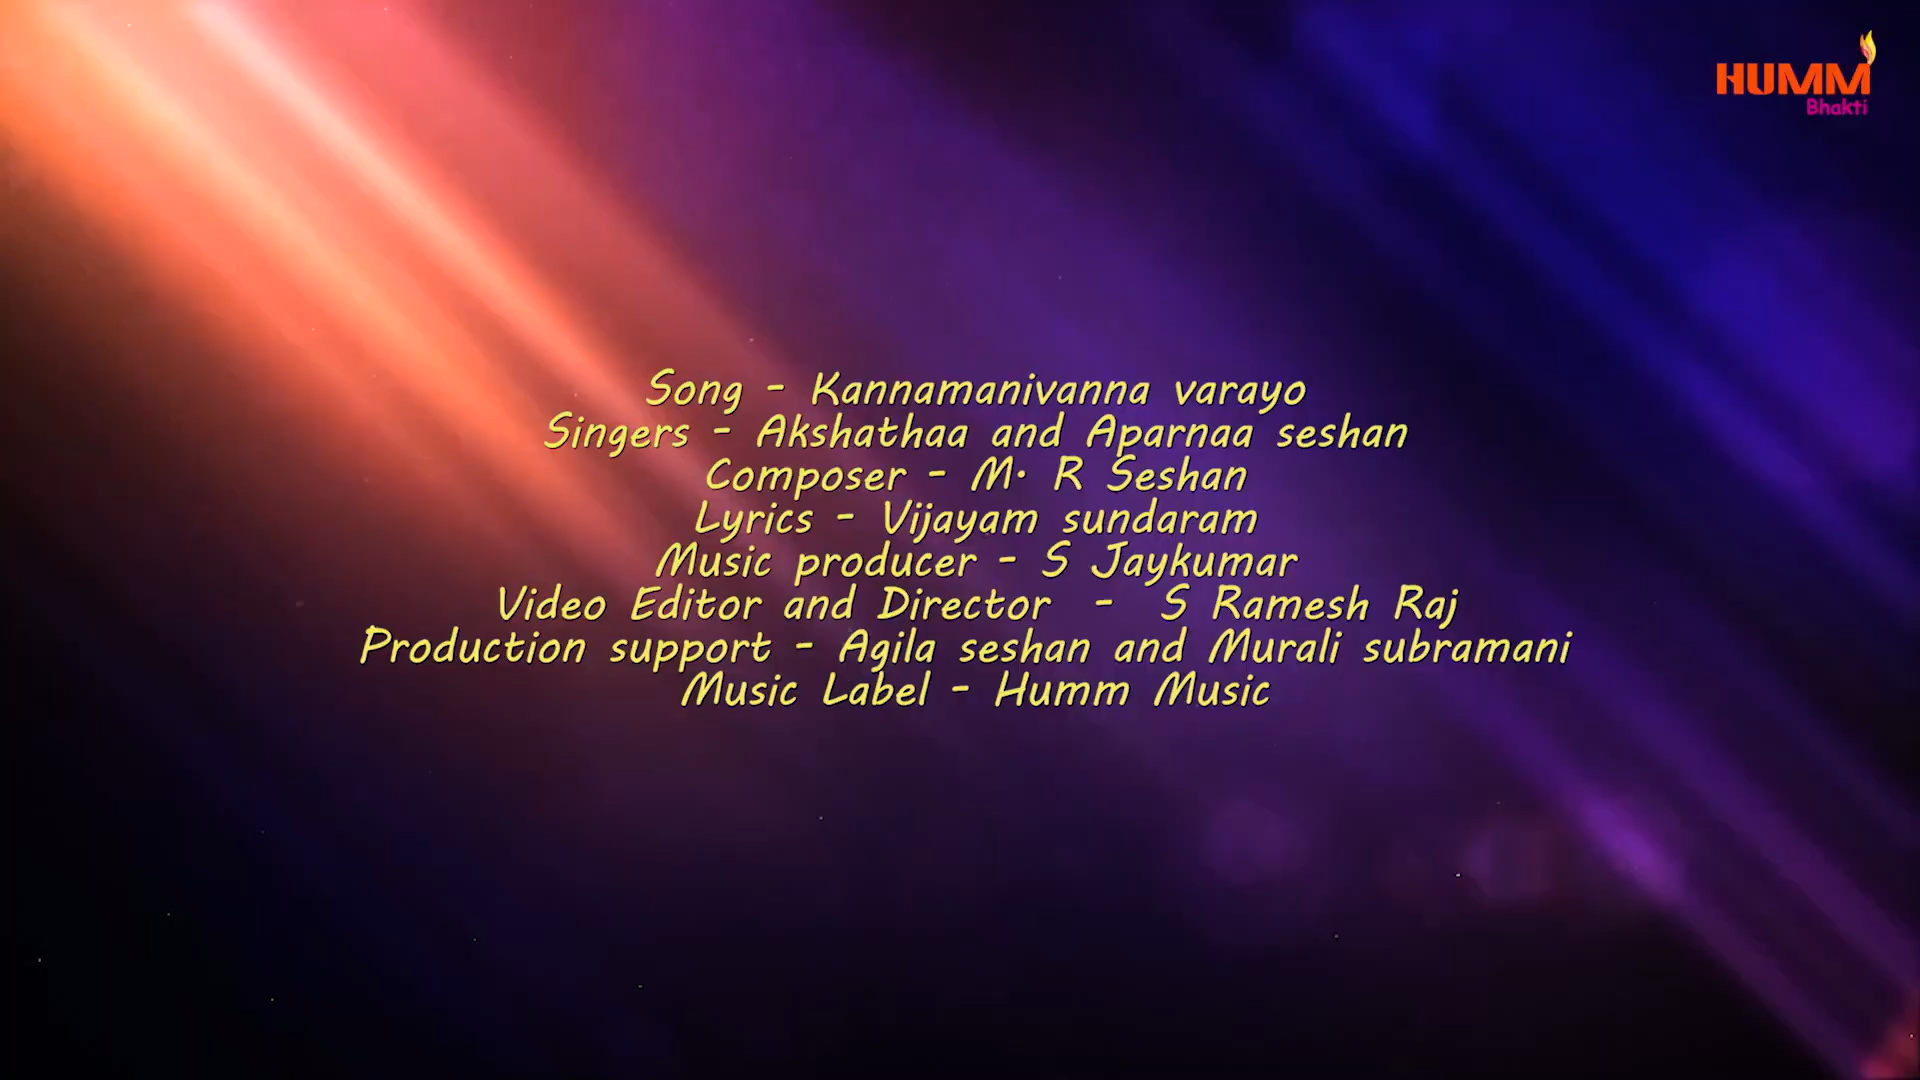 HUMM
Bhakti
Song - Kannamanivanna varayo
Singers - Akshathaa and Aparnaa seshan
Composer - M. R Seshan
Lyrics - Vijayam sundaram
Music producer - S Jaykumar
Video Editor and Director - S Ramesh Raj
Production support - Agila seshan and Murali subramani
Music Label - Humm Music